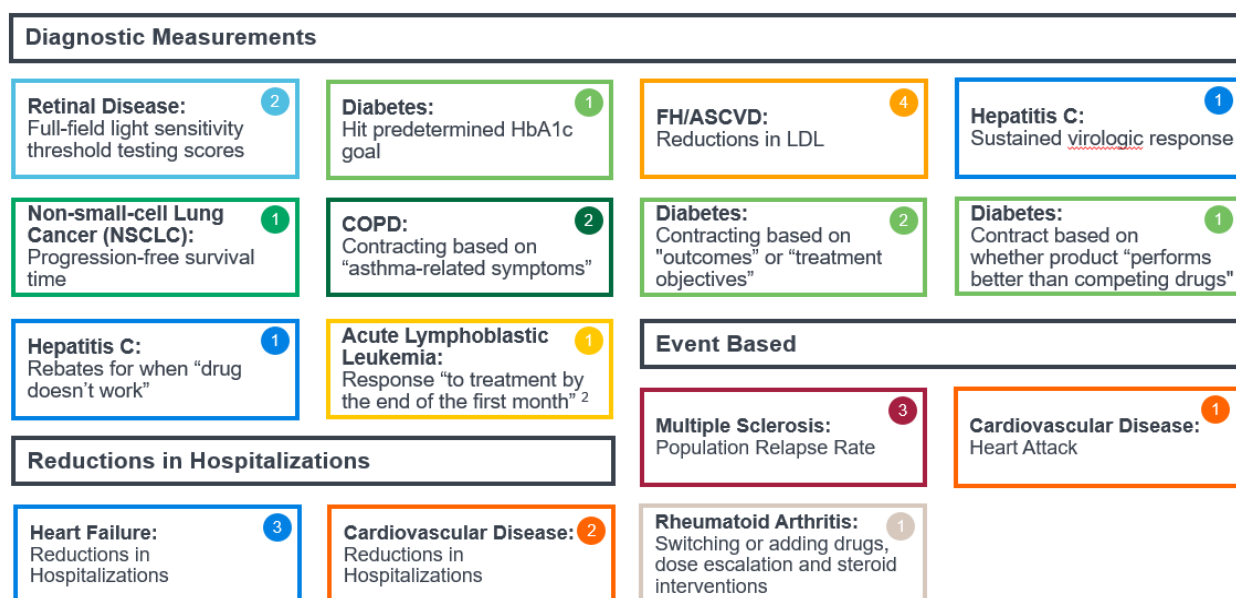 Diagnostic Measurements
Retinal Disease:
2
Full-field light sensitivity
threshold testing scores
Diabetes:
1
Hit predetermined HbA1c
goal
FH/ASCVD:
4
Reductions in LDL
Hepatitis C:
1
Sustained virologic response
Non-small-cell Lung
1
Cancer (NSCLC):
Progression-free survival
time
COPD:
2
Contracting based on
“asthma-related symptoms”
Diabetes:
2
Contracting based on
"outcomes” or “treatment
objectives”
Diabetes:
1
Contract based on
whether product “performs
better than competing drugs"
Hepatitis C:
1
Rebates for when “drug
doesn’t work”
Acute Lymphoblastic
1
Leukemia:
Response “to treatment by
the end of the first month” 2
Event Based
Multiple Sclerosis:
3
Population Relapse Rate
Cardiovascular Disease:
1
Heart Attack
Rheumatoid Arthritis:
1
Switching or adding drugs,
dose escalation and steroid
interventions
Reductions in Hospitalizations
Heart Failure:
3
Reductions in
Hospitalizations
Cardiovascular Disease:
2
Reductions in
Hospitalizations